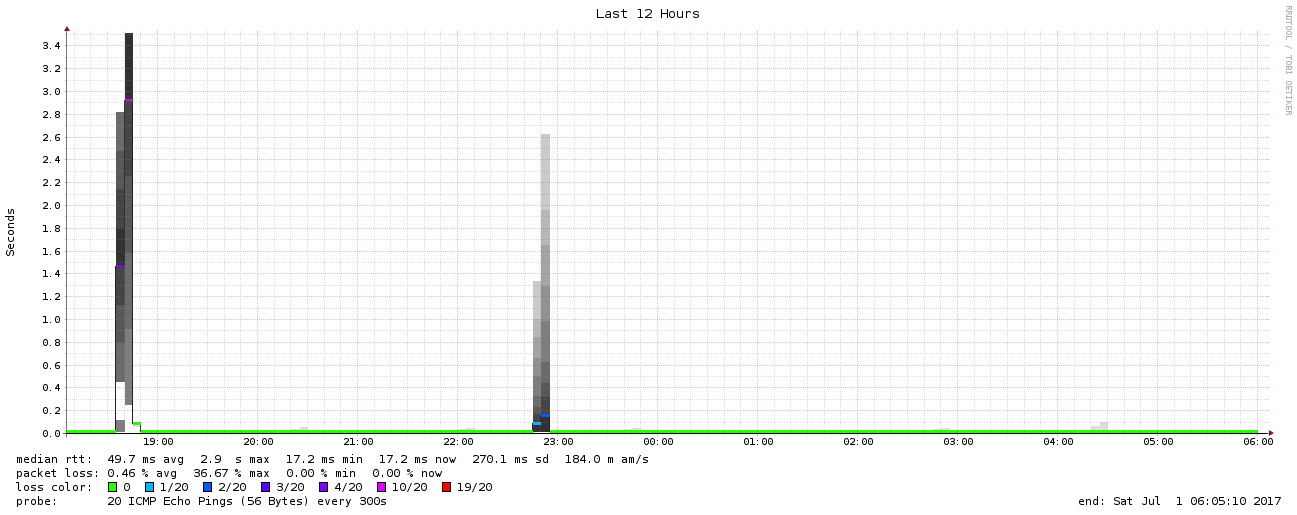 Last 12 Hours
RRDTOOL / TOBI OETIKER
Seconds
3.4
3.2
3.0
2.8
2.6
2.4
2.2
2.0
1.8
1.6
1.4
1.2
1.0
0.8
0.6
0.4
0.2
0.0
19:00 20:00 21:00 22:00 23:00 00:00 01:00 02:00 03:00 04:00 05:00 06:00
median rtt: 49.7 ms avg 2.9 s max 17.2 ms min 17.2 ms now 270.1 ms sd 184.0 m am/s
packet loss: 0.46 % avg 36.67 % max 0.00 % min 0.00 % now
loss color: 0 1/20 2/20 3/20 4/20 10/20 19/20
probe: 20 ICMP Echo Pings (56 Bytes) every 300s end: Sat Jul 1 06:05:10 2017